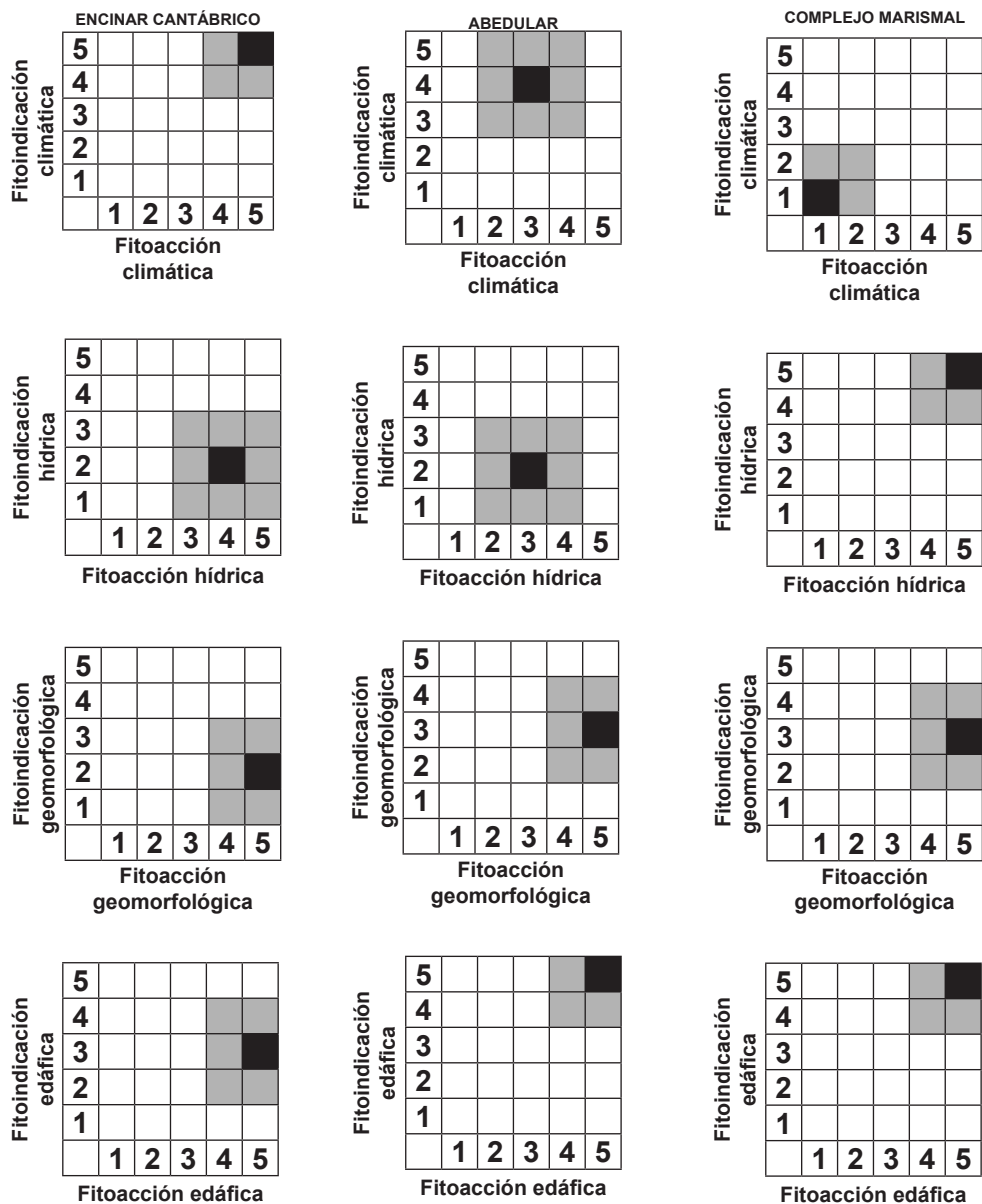 ENCINAR CANTÁBRICO
Fitoindicación
climática
5
4
3
2
1
1 2 3 4 5
Fitoacción
climática
ABEDULAR
Fitoindicación
climática
5
4
3
2
1
1 2 3 4 5
Fitoacción
climática
COMPLEJO MARISMAL
Fitoindicación
climática
5
4
3
2
1
1 2 3 4 5
Fitoacción
climática
Fitoindicación
hídrica
5
4
3
2
1
1 2 3 4 5
Fitoacción hídrica
Fitoindicación
hídrica
5
4
3
2
1
1 2 3 4 5
Fitoacción hídrica
Fitoindicación
hídrica
5
4
3
2
1
1 2 3 4 5
Fitoacción hídrica
Fitoindicación
geomorfológica
5
4
3
2
1
1 2 3 4 5
Fitoacción
geomorfológica
Fitoindicación
geomorfológica
5
4
3
2
1
1 2 3 4 5
Fitoacción
geomorfológica
Fitoindicación
geomorfológica
5
4
3
2
1
1 2 3 4 5
Fitoacción
geomorfológica
Fitoindicación
edáfica
5
4
3
2
1
1 2 3 4 5
Fitoacción edáfica
Fitoindicación
edáfica
5
4
3
2
1
1 2 3 4 5
Fitoacción edáfica
Fitoindicación
edáfica
5
4
3
2
1
1 2 3 4 5
Fitoacción edáfica